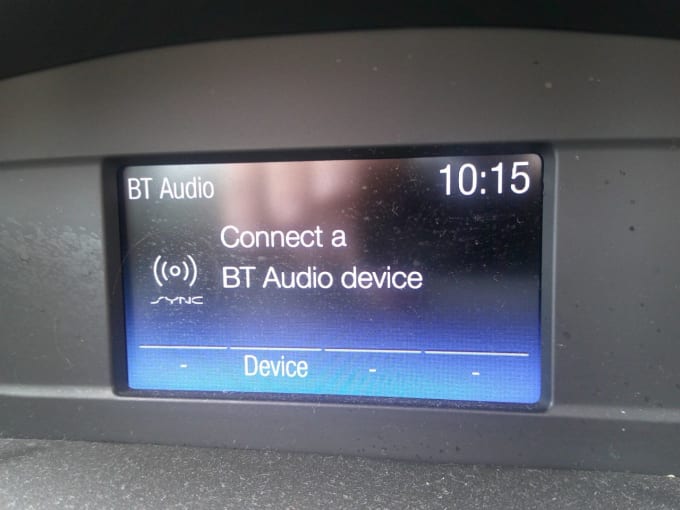 BT Audio 10:15
Connect a
BT Audio device
SYNC
- Device - -